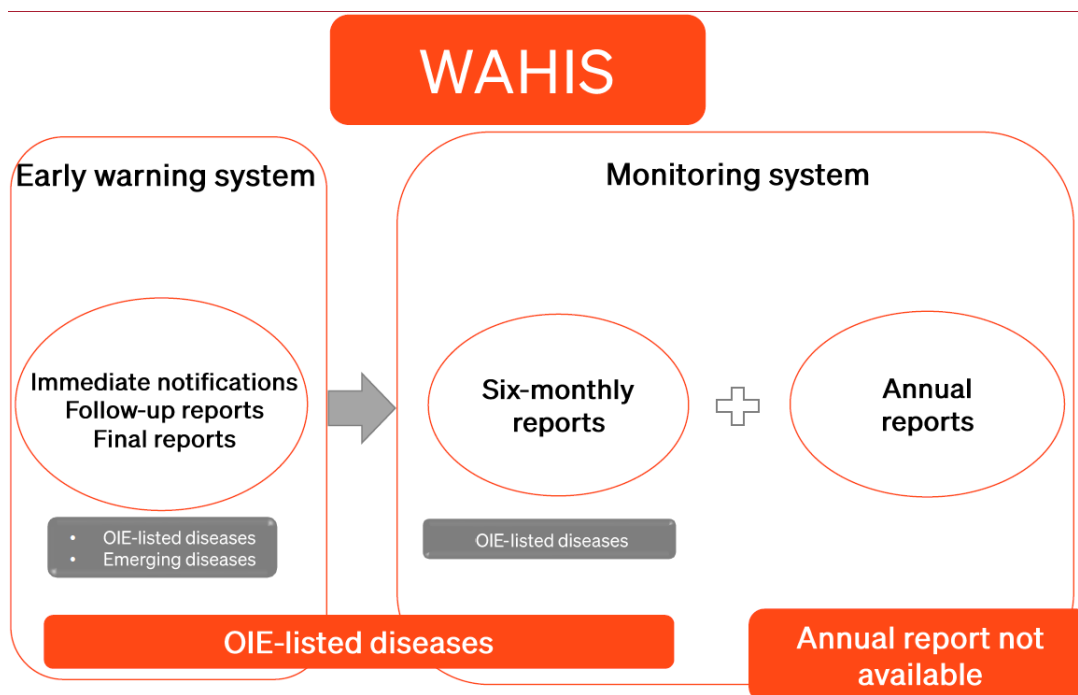 WAHIS
Early warning system
Immediate notifications
Follow-up reports
Final reports
• OIE-listed diseases
• Emerging diseases
Monitoring system
Six-monthly
reports
OIE-listed diseases
Annual
reports
OIE-listed diseases
Annual report not
available